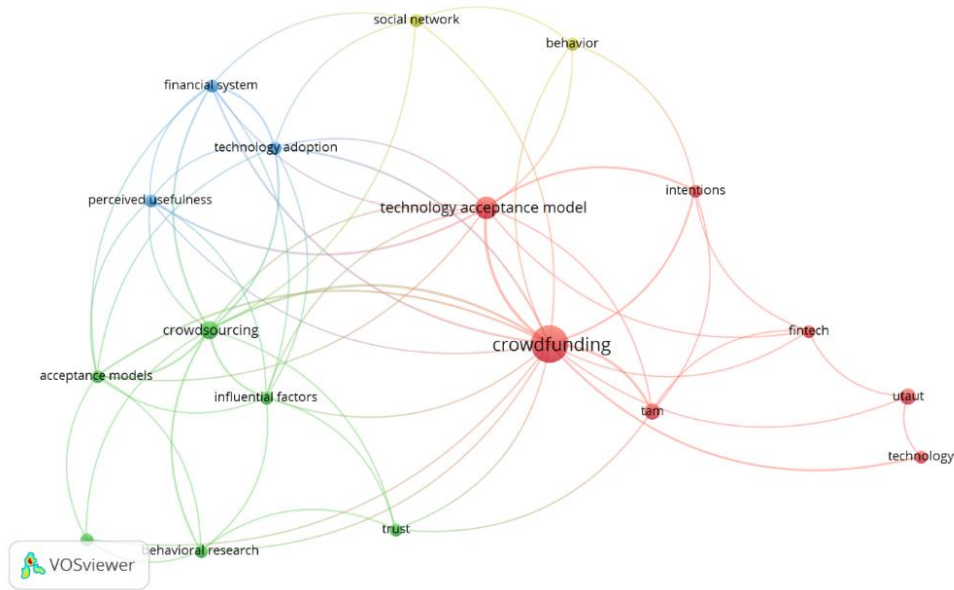 social network
behavior
financial system
technology adoption
perceived usefulness
intentions
technology acceptance model
crowdsourcing
fintech
crowdfunding
acceptance models
influential factors
utaut
tam
technology
trust
behavioral research
VOSviewer